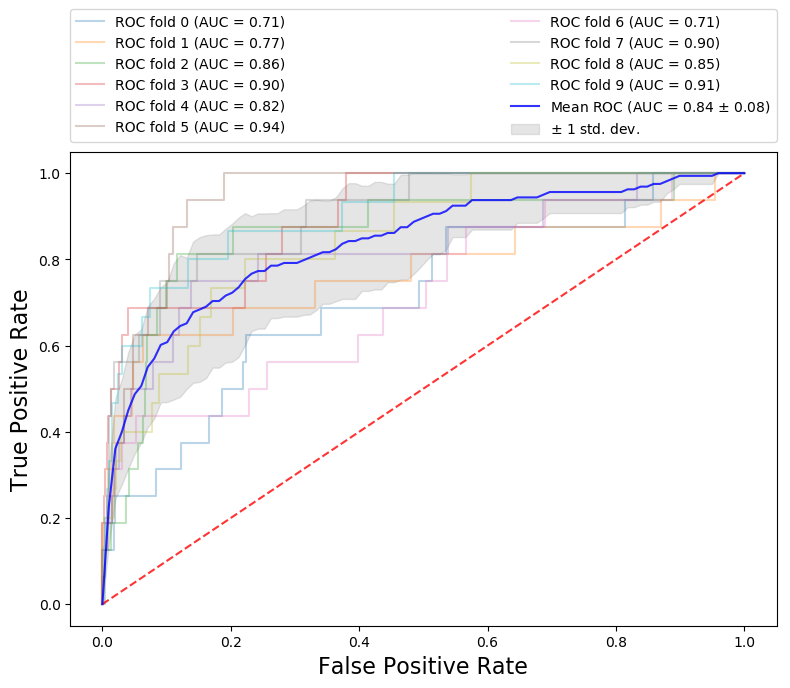 ROC fold 0 (AUC = 0.71)
ROC fold 1 (AUC = 0.77)
ROC fold 2 (AUC = 0.86)
ROC fold 3 (AUC = 0.90)
ROC fold 4 (AUC = 0.82)
ROC fold 5 (AUC = 0.94)
ROC fold 6 (AUC = 0.71)
ROC fold 7 (AUC = 0.90)
ROC fold 8 (AUC = 0.85)
ROC fold 9 (AUC = 0.91)
Mean ROC (AUC = 0.84 ± 0.08)
± 1 std. dev.
True Positive Rate
1.0
0.8
0.6
0.4
0.2
0.0
0.0
0.2
0.4
0.6
0.8
1.0
False Positive Rate